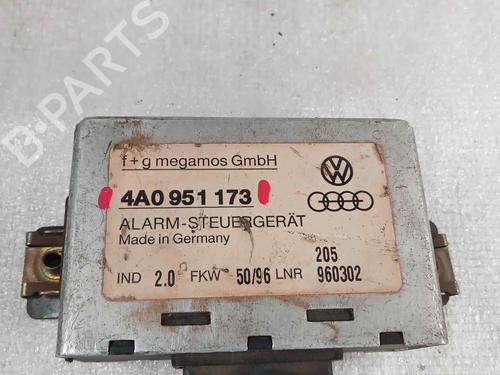 B-PARTS
f+g megamos GmbH
4A0 951 173
ALARM-STEUERGERÄT
Made in Germany
205
IND 2.0 FKW 50/96 LNR 960302